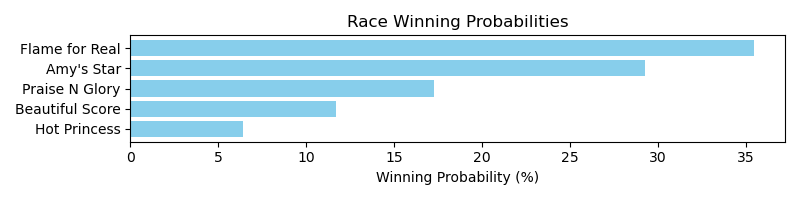 Race Winning Probabilities
Flame for Real
Amy's Star
Praise N Glory
Beautiful Score
Hot Princess
0 5 10 15 20 25 30 35
Winning Probability (%)